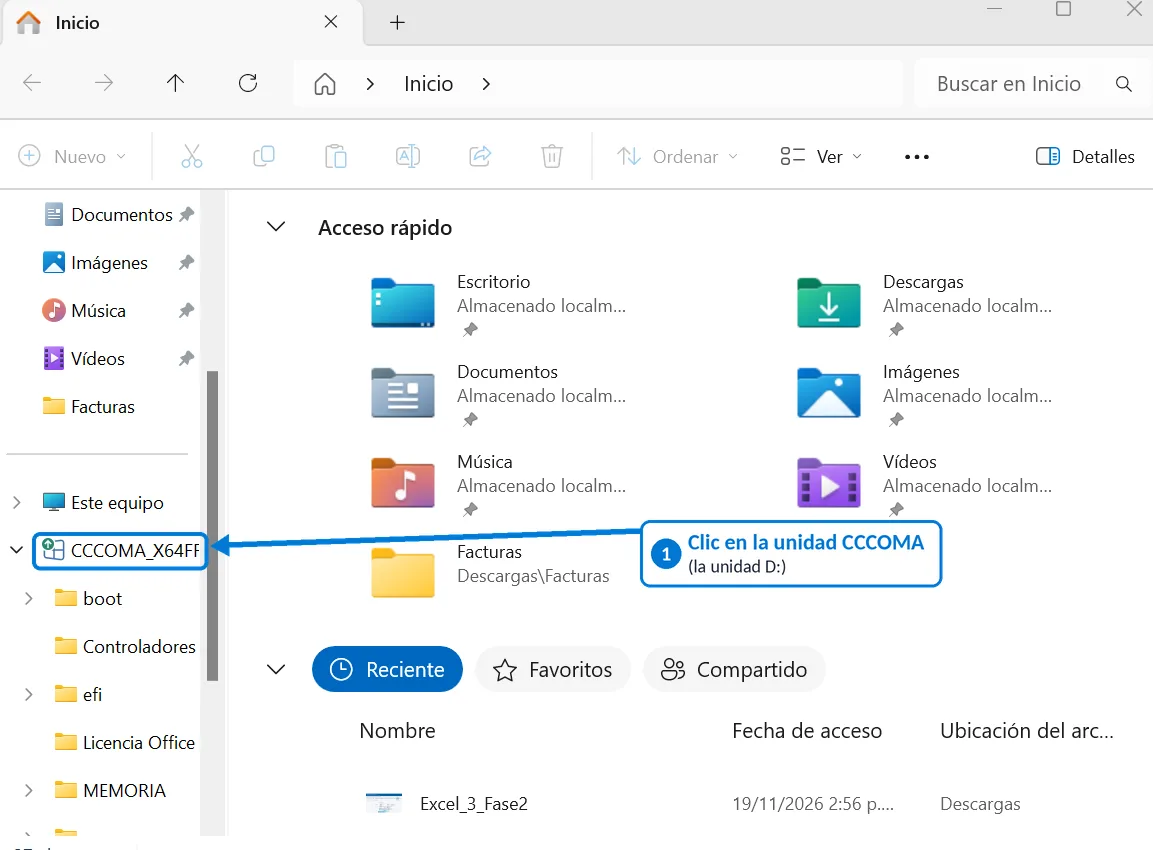 Inicio
Inicio
Buscar en Inicio
Nuevo
Ordenar
Ver
Detalles
Documentos
Imágenes
Música
Vídeos
Facturas
Este equipo
CCCOMA_X64FF
boot
Controladores
efi
Licencia Office
MEMORIA
Acceso rápido
Escritorio
Almacenado localm...
Descargas
Almacenado localm...
Documentos
Almacenado localm...
Imágenes
Almacenado localm...
Música
Almacenado localm...
Vídeos
Almacenado localm...
Facturas
Descargas\Facturas
1
Clic en la unidad CCCOMA
(la unidad D:)
Reciente
Favoritos
Compartido
Nombre
Fecha de acceso
Ubicación del arc...
Excel_3_Fase2
19/11/2026 2:56 p....
Descargas